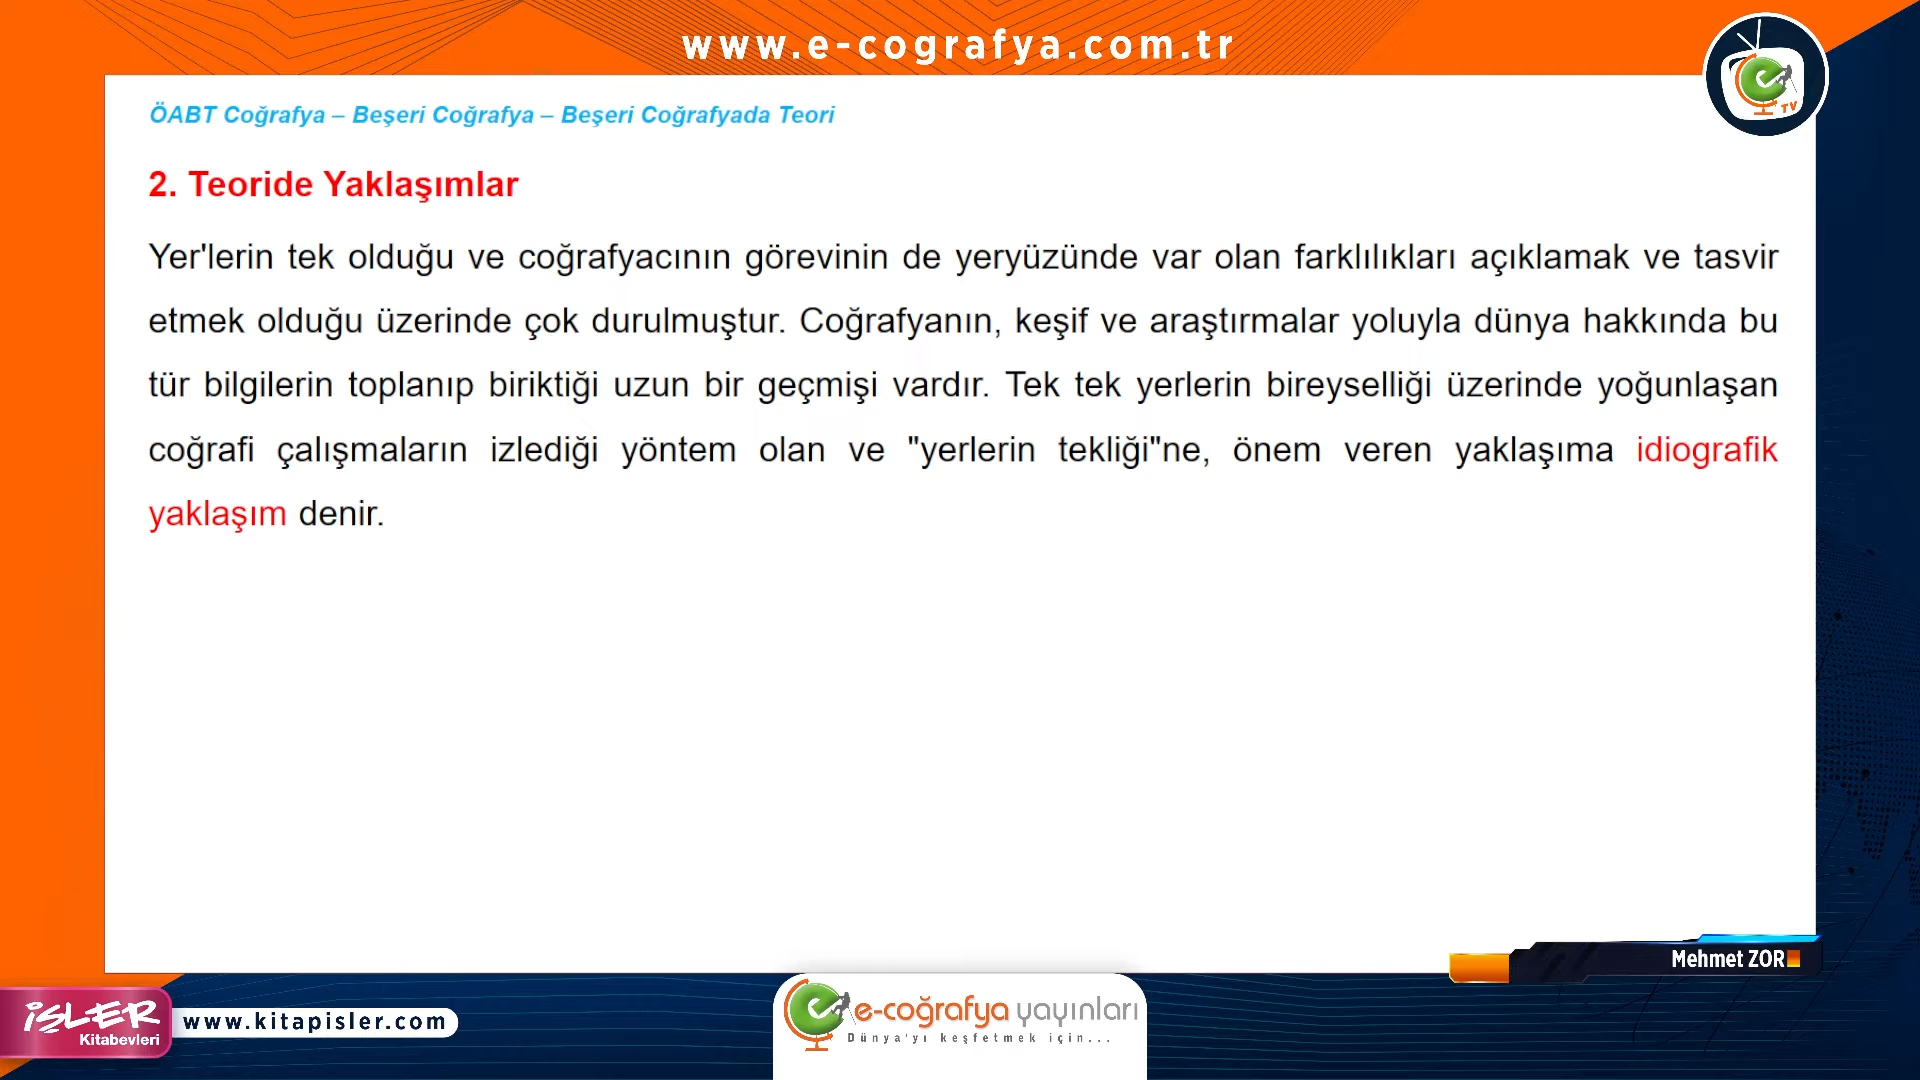 www.e-cografya.com.tr
TV
ÖABT Coğrafya – Beşeri Coğrafya – Beşeri Coğrafyada Teori
2. Teoride Yaklaşımlar
Yer'lerin tek olduğu ve coğrafyacının görevinin de yeryüzünde var olan farklılıkları açıklamak ve tasvir
etmek olduğu üzerinde çok durulmuştur. Coğrafyanın, keşif ve araştırmalar yoluyla dünya hakkında bu
tür bilgilerin toplanıp biriktiği uzun bir geçmişi vardır. Tek tek yerlerin bireyselliği üzerinde yoğunlaşan
coğrafi çalışmaların izlediği yöntem olan ve "yerlerin tekliği"ne, önem veren yaklaşıma idiografik
yaklaşım denir.
Mehmet ZOR
İŞLER
Kitabevleri
www.kitapisler.com
e-coğrafya yayınları
Dünya'yı keşfetmek için...